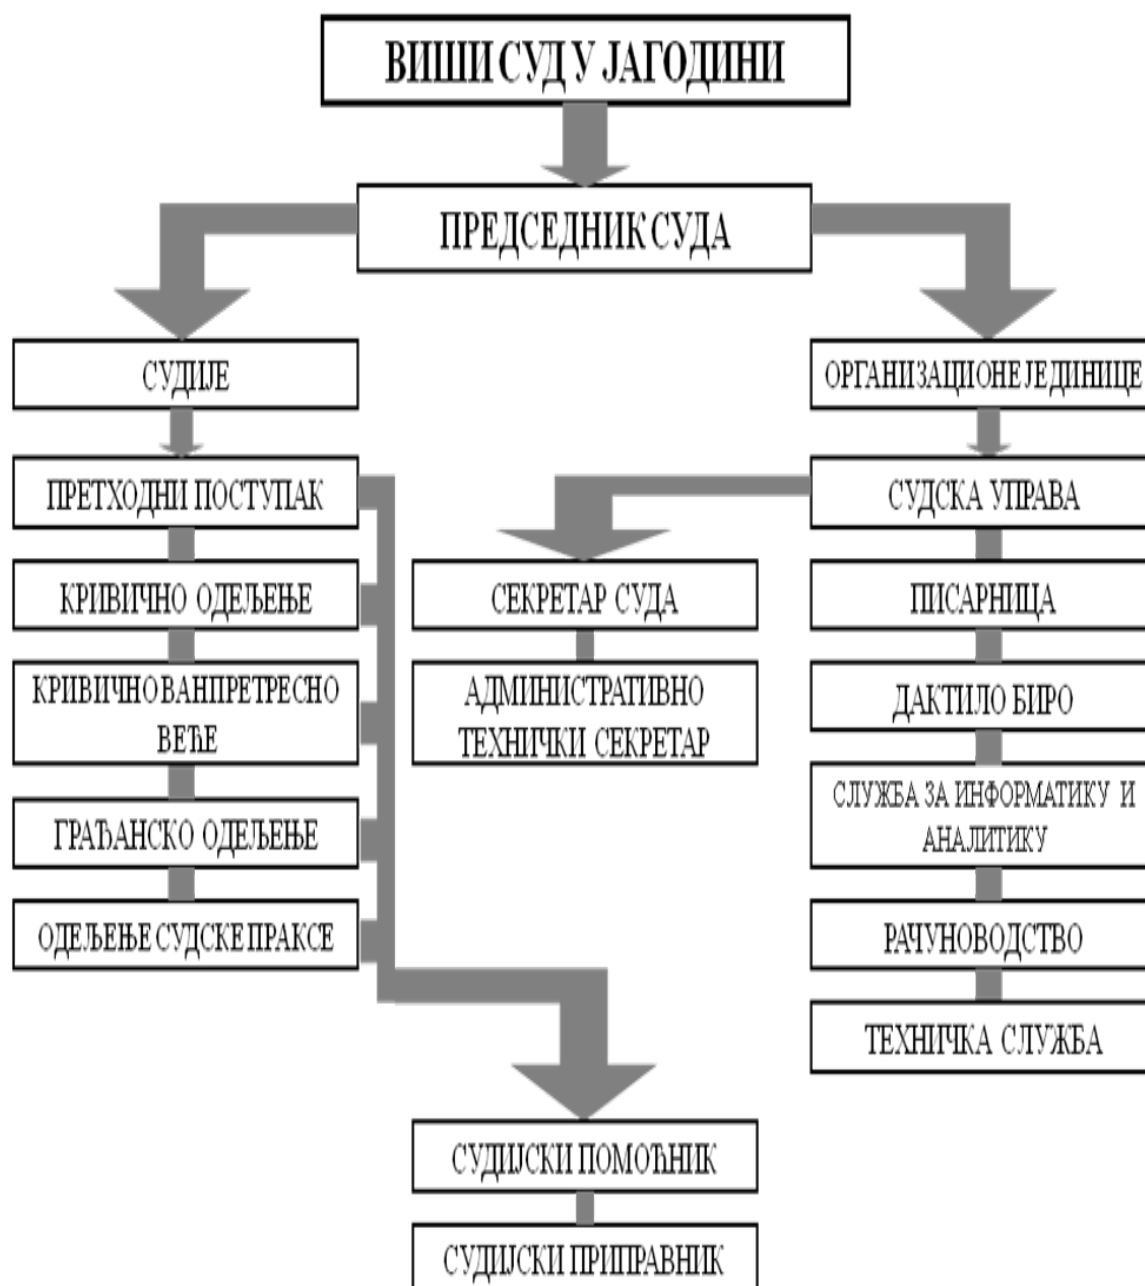 ВИШИ СУД У ЈАГОДИНИ
ПРЕДСЕДНИК СУДА
СУДИЈЕ
ОРГАНИЗАЦИОНЕ ЈЕДИНИЦЕ
ПРЕТХОДНИ ПОСТУПАК
СУДСКА УПРАВА
КРИВИЧНО ОДЕЉЕЊЕ
СЕКРЕТАР СУДА
ПИСАРНИЦА
КРИВИЧНО ВАНПРЕТРЕСНО
ВЕЋЕ
АДМИНИСТРАТИВНО
ТЕХНИЧКИ СЕКРЕТАР
ДАКТИЛО БИРО
СЛУЖБА ЗА ИНФОРМАТИКУ И
АНАЛИТИКУ
ГРАЂАНСКО ОДЕЉЕЊЕ
ОДЕЉЕЊЕ СУДСКЕ ПРАКСЕ
РАЧУНОВОДСТВО
ТЕХНИЧКА СЛУЖБА
СУДИЈСКИ ПОМОЋНИК
СУДИЈСКИ ПРИПРАВНИК